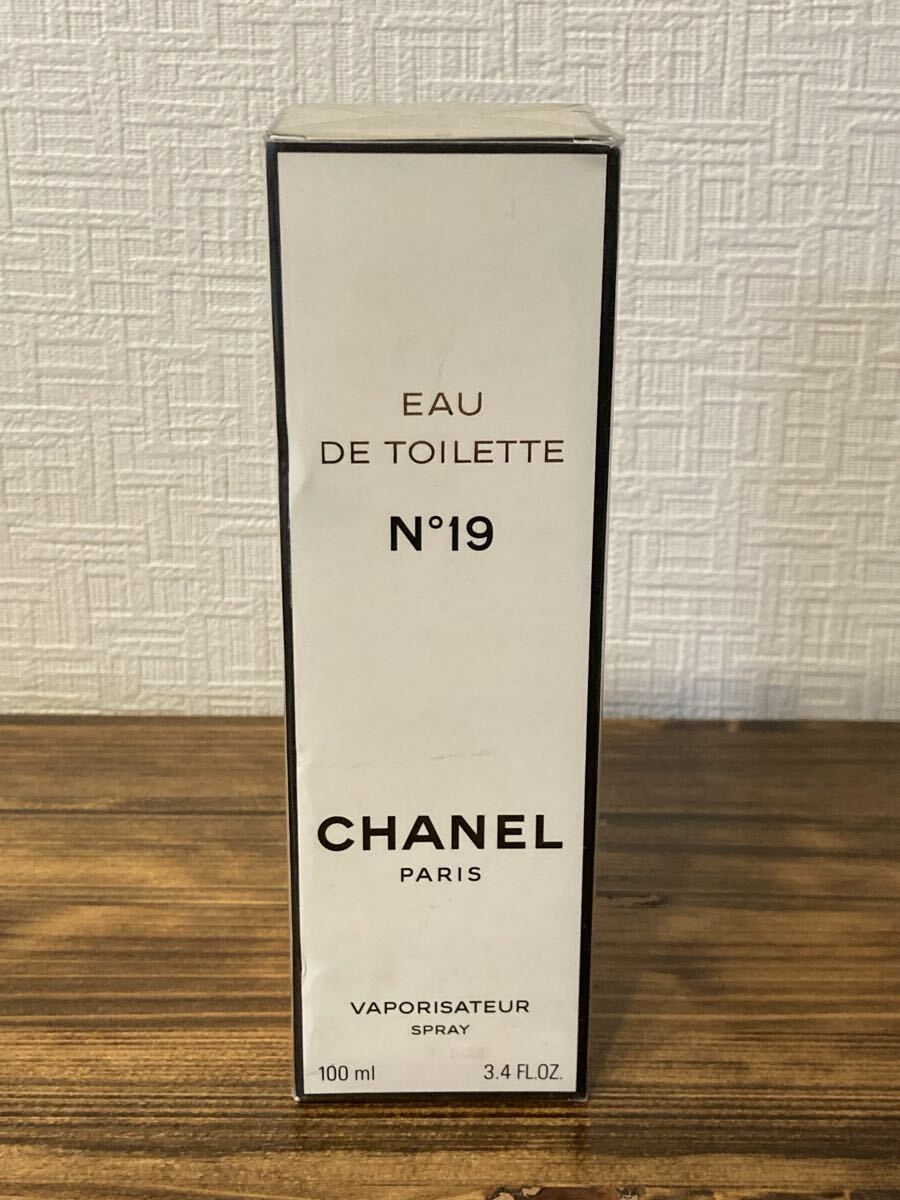 EAU
DE TOILETTE
N°19
CHANEL
PARIS
VAPORISATEUR
SPRAY
100 ml 3.4 FL.OZ.